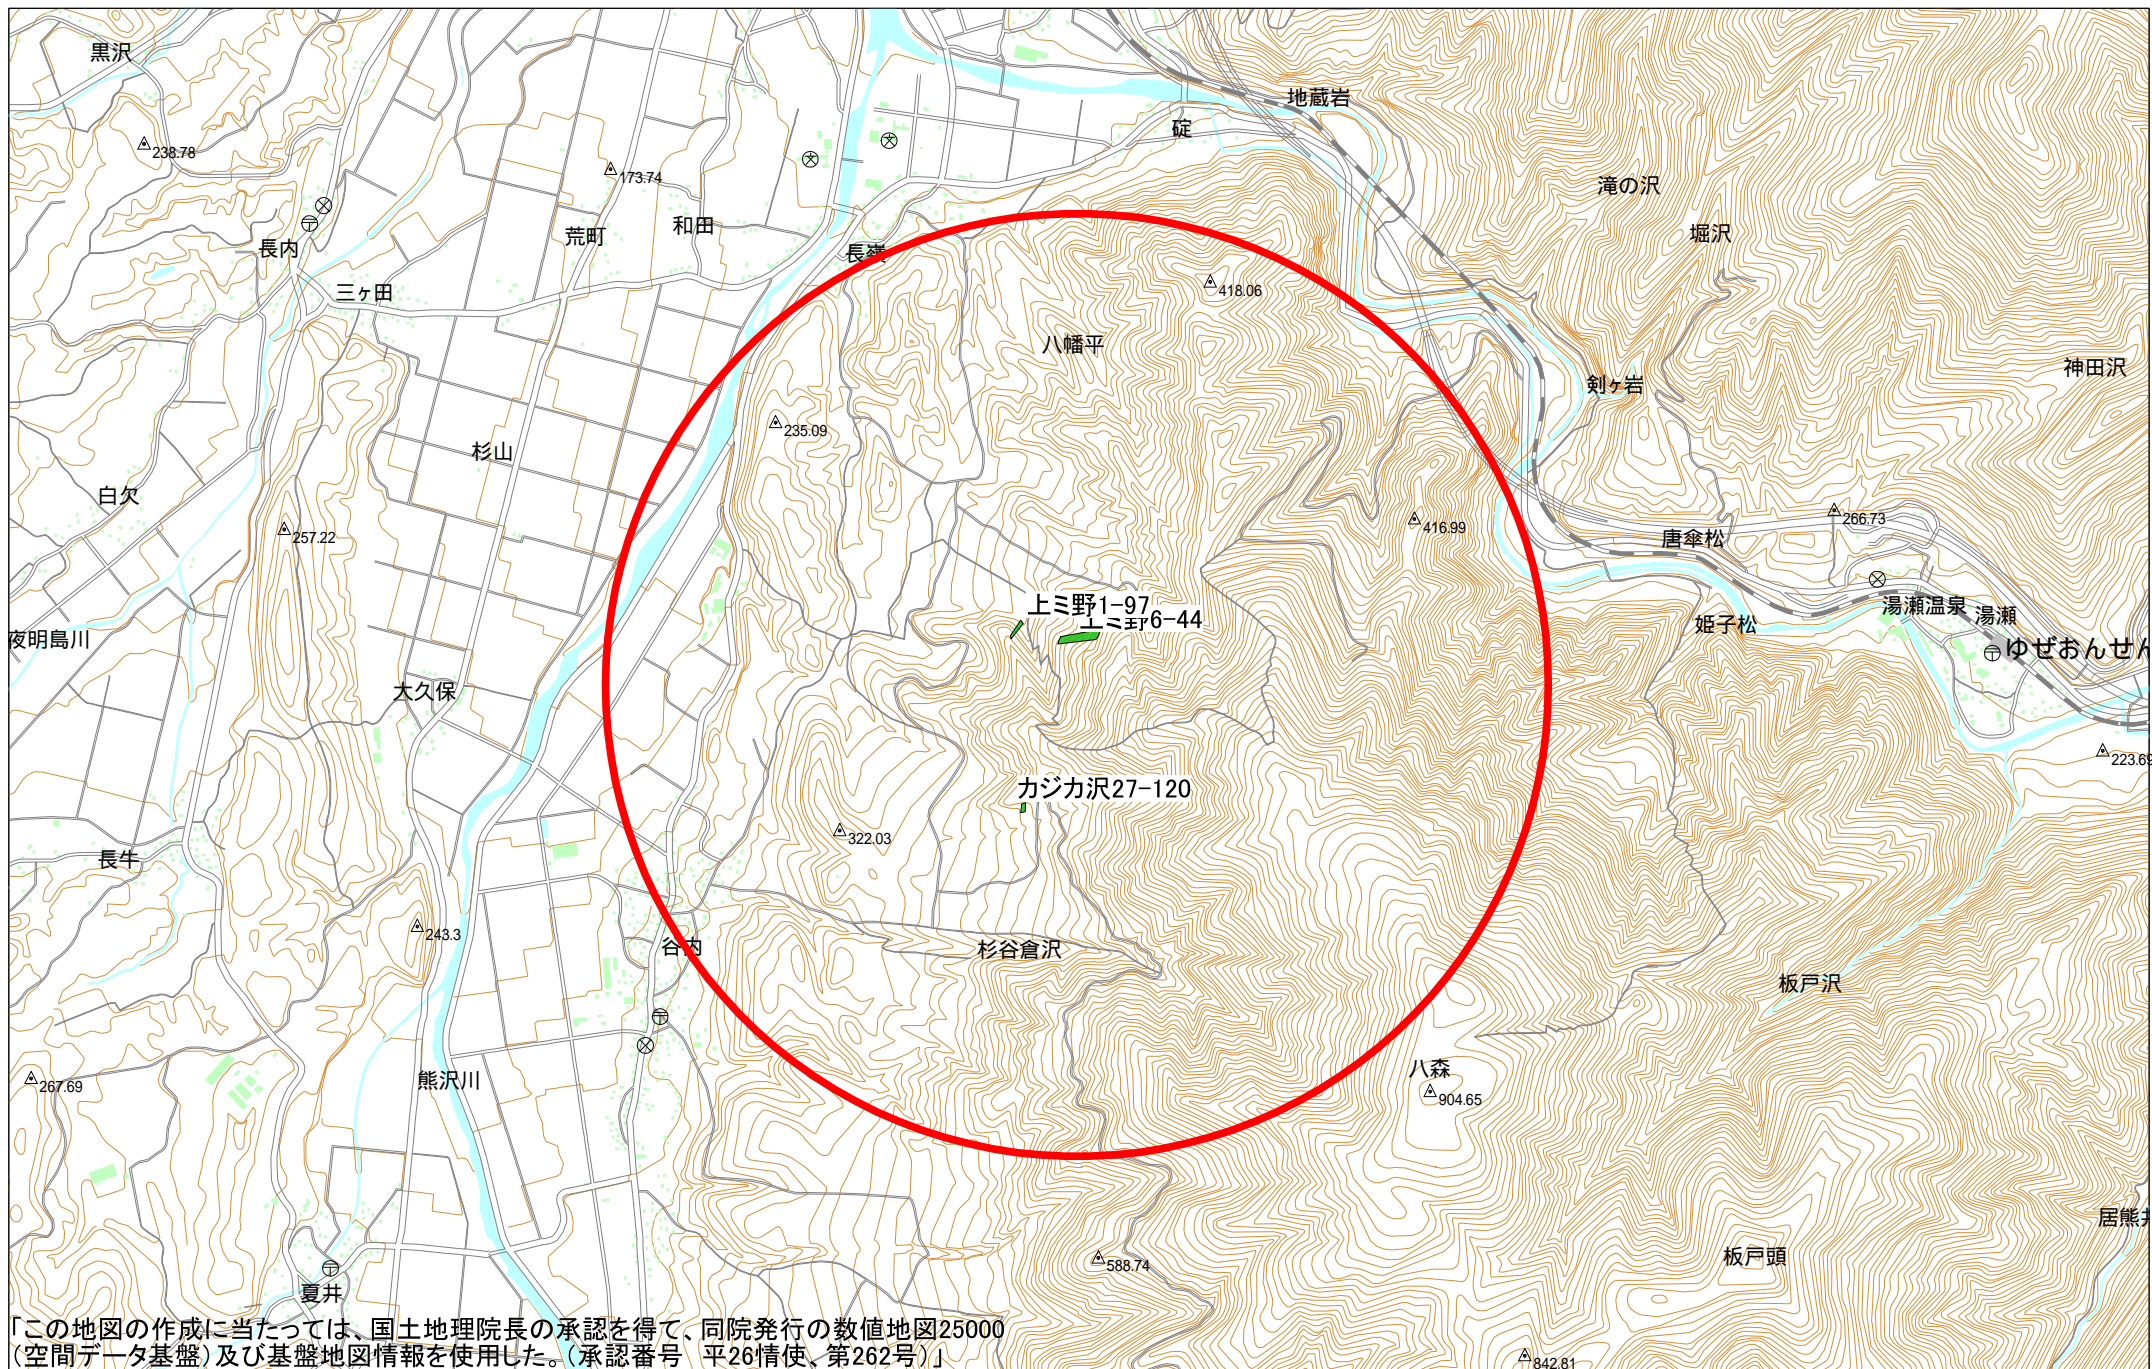 黒沢
地蔵岩
碇
238.78
173.74
滝の沢
和田
荒町
堀沢
長内
長嶺
三ヶ田
418.06
八幡平
神田沢
剣ヶ岩
235.09
杉山
白欠
266.73
416.99
257.22
唐傘松
上ミ野1-97
上ミ野6-44
湯瀬温泉
湯瀬
姫子松
夜明島川
ゆぜおんせん
大久保
223.69
カジカ沢27-120
322.03
長牛
243.3
谷内
杉谷倉沢
板戸沢
八森
267.69
熊沢川
904.65
居熊井
板戸頭
588.74
夏井
「この地図の作成に当たっては、国土地理院長の承認を得て、同院発行の数値地図25000
（空間データ基盤）及び基盤地図情報を使用した。（承認番号　平26情使、第262号）」
842.81